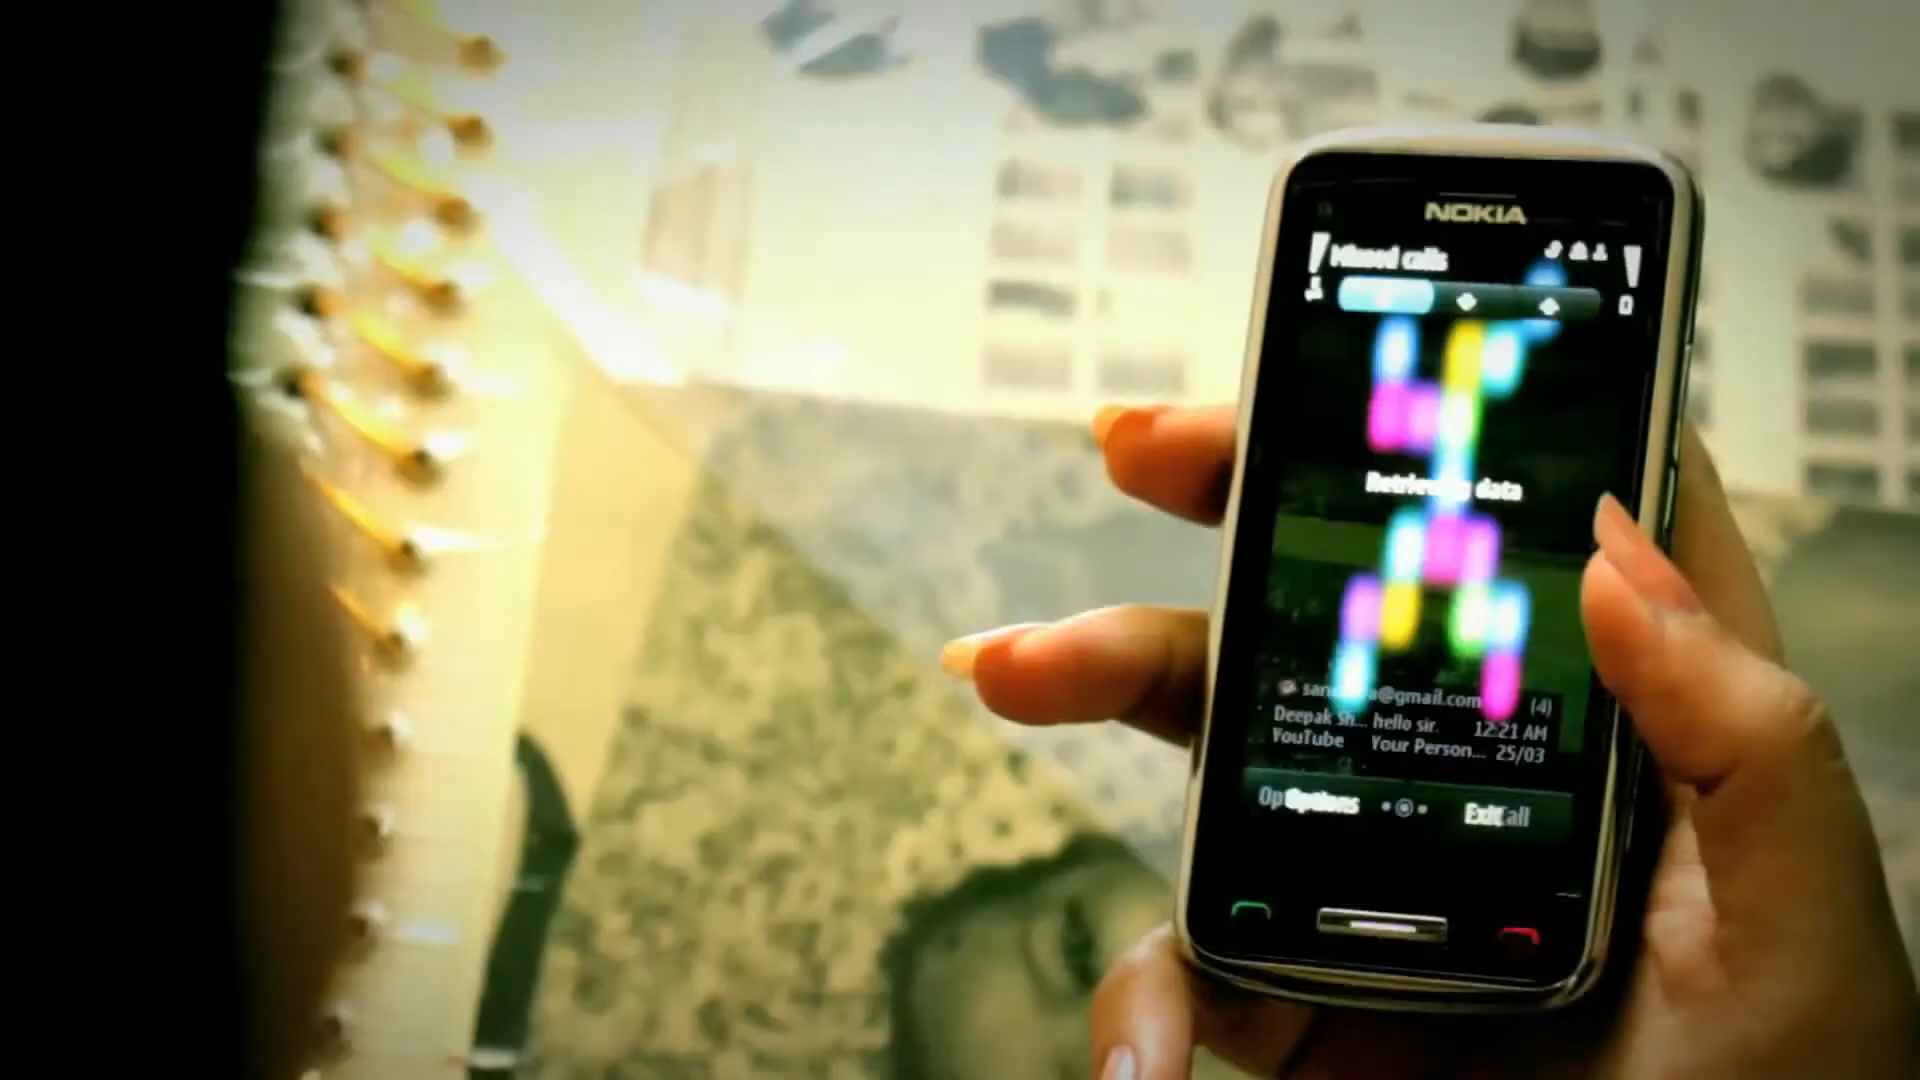 NOKIA
Missed calls
Retrieving data
@gmail.com (4)
Deepak Sh... hello sir. 12:21 AM
YouTube Your Person... 25/03
Options
Exit